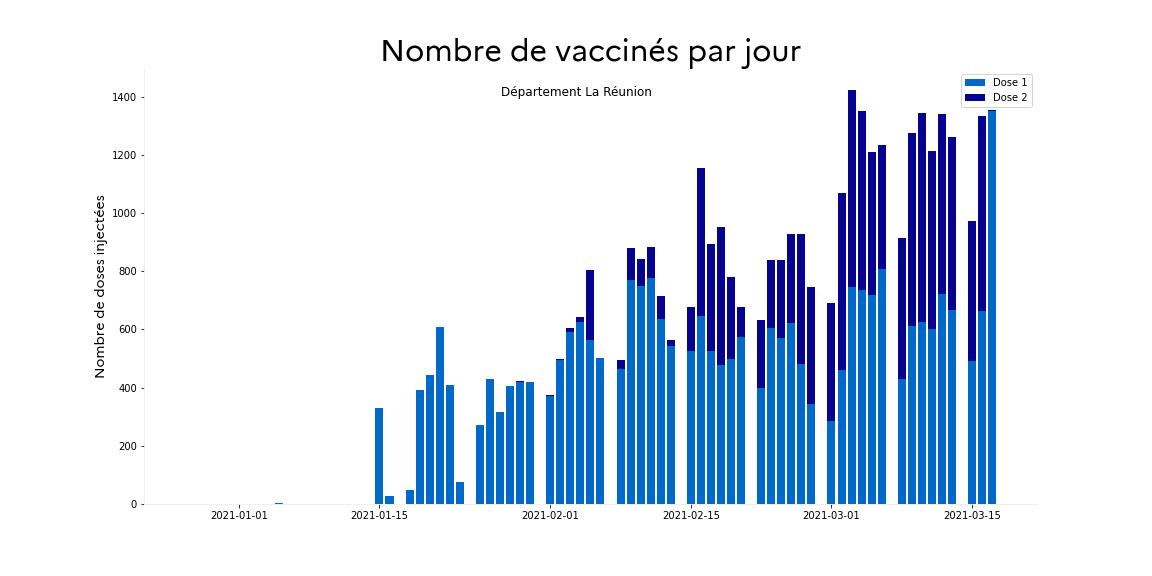 Nombre de vaccinés par jour
Département La Réunion
Dose 1
Dose 2
Nombre de doses injectées
1400
1200
1000
800
600
400
200
0
2021-01-01
2021-01-15
2021-02-01
2021-02-15
2021-03-01
2021-03-15